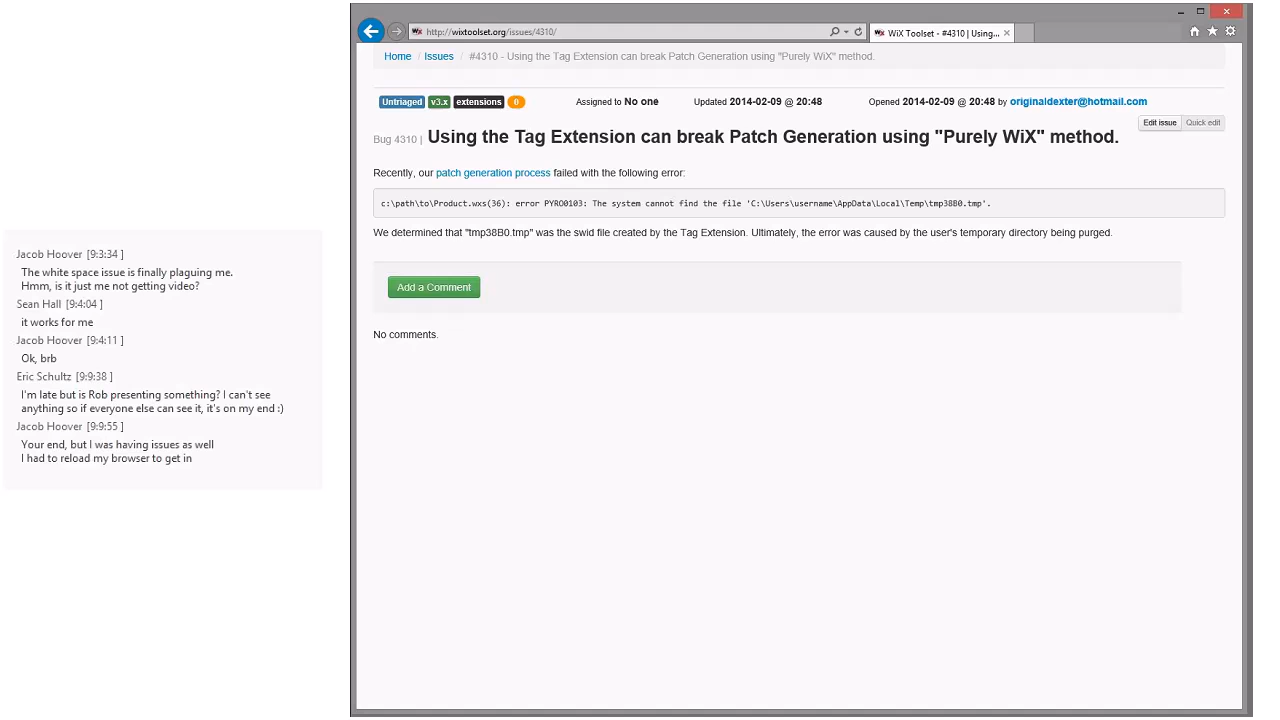 Jacob Hoover [9:3:34 ]
The white space issue is finally plaguing me.
Hmm, is it just me not getting video?
Sean Hall [9:4:04 ]
it works for me
Jacob Hoover [9:4:11 ]
Ok, brb
Eric Schultz [9:9:38 ]
I'm late but is Rob presenting something? I can't see
anything so if everyone else can see it, it's on my end :)
Jacob Hoover [9:9:55 ]
Your end, but I was having issues as well
I had to reload my browser to get in
http://wixtoolset.org/issues/4310/
WiX Toolset - #4310 | Using...
Home / Issues / #4310 - Using the Tag Extension can break Patch Generation using "Purely WiX" method.
Untriaged v3.x extensions 0 Assigned to No one Updated 2014-02-09 @ 20:48 Opened 2014-02-09 @ 20:48 by originaldexter@hotmail.com
Edit issue Quick edit
Bug 4310 | Using the Tag Extension can break Patch Generation using "Purely WiX" method.
Recently, our patch generation process failed with the following error:
c:\path\to\Product.wxs(36): error PYRO0103: The system cannot find the file 'C:\Users\username\AppData\Local\Temp\tmp38B0.tmp'.
We determined that "tmp38B0.tmp" was the swid file created by the Tag Extension. Ultimately, the error was caused by the user's temporary directory being purged.
Add a Comment
No comments.